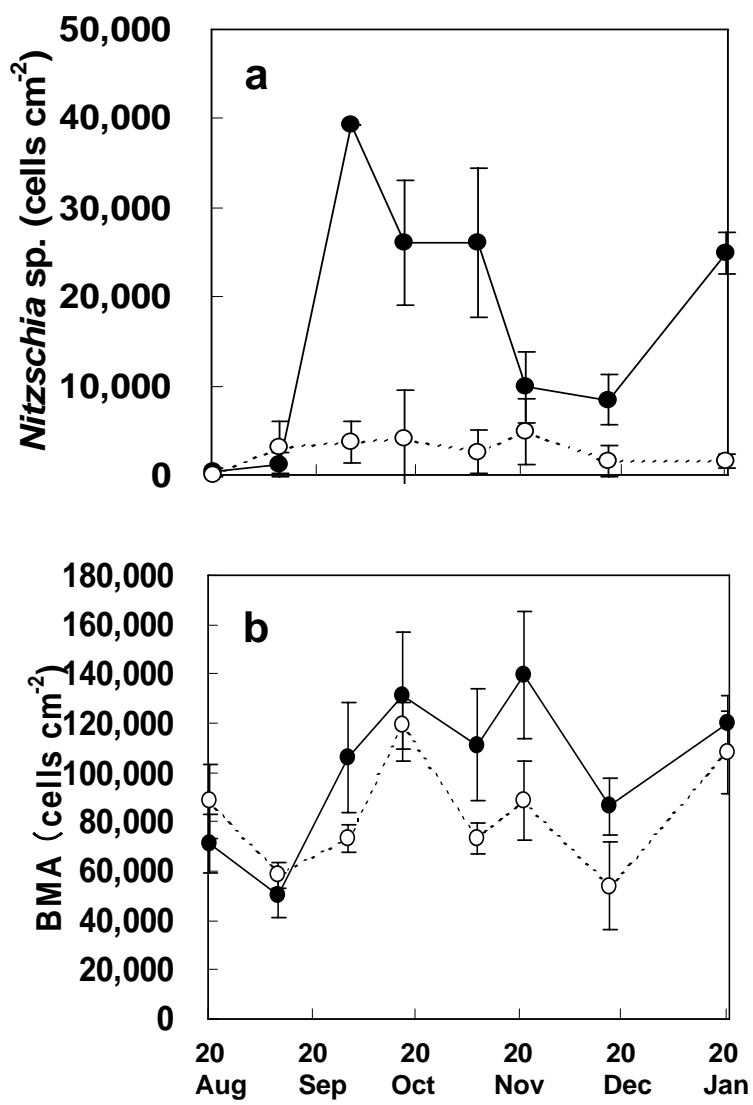 50,000
40,000
30,000
20,000
10,000
0
Nitzschia sp. (cells cm⁻²)
a
180,000
160,000
140,000
120,000
100,000
80,000
60,000
40,000
20,000
0
BMA (cells cm⁻²)
b
20 20 20 20 20 20
Aug Sep Oct Nov Dec Jan